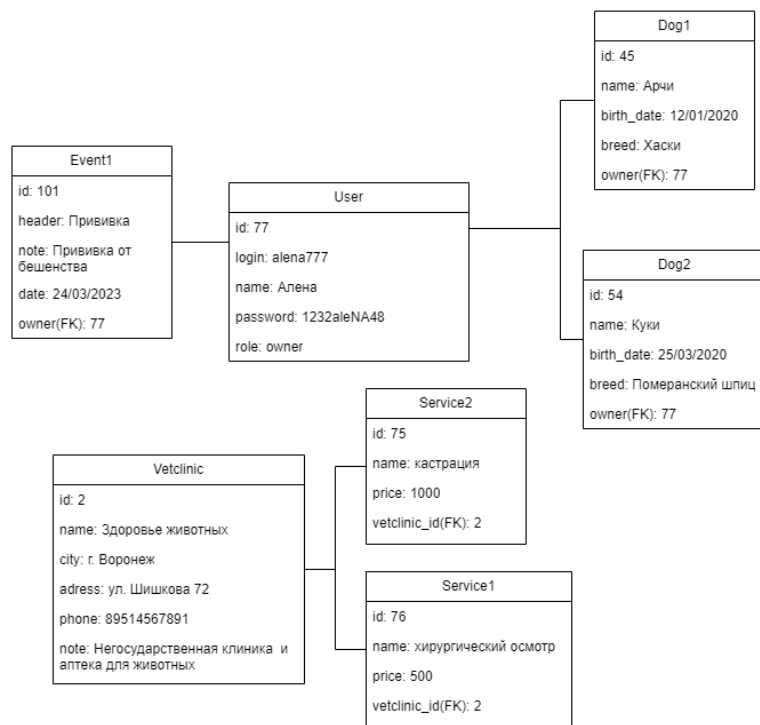 Dog1
id: 45
name: Арчи
birth_date: 12/01/2020
breed: Хаски
owner(FK): 77
Event1
id: 101
header: Прививка
note: Прививка от
бешенства
date: 24/03/2023
owner(FK): 77
User
id: 77
login: alena777
name: Алена
password: 1232aleNA48
role: owner
Dog2
id: 54
name: Куки
birth_date: 25/03/2020
breed: Померанский шпиц
owner(FK): 77
Service2
id: 75
name: кастрация
price: 1000
vetclinic_id(FK): 2
Vetclinic
id: 2
name: Здоровье животных
city: г. Воронеж
adress: ул. Шишкова 72
phone: 89514567891
note: Негосударственная клиника и
аптека для животных
Service1
id: 76
name: хирургический осмотр
price: 500
vetclinic_id(FK): 2